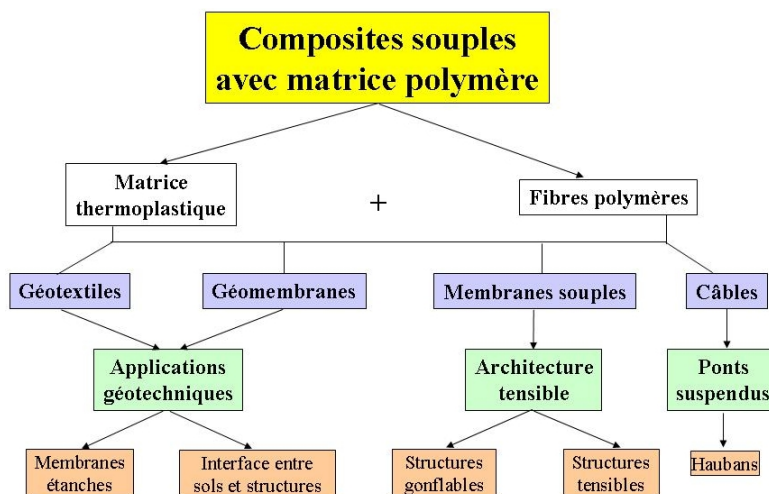 Composites souples
avec matrice polymère
Matrice
thermoplastique
+
Fibres polymères
Géotextiles
Géomembranes
Membranes souples
Câbles
Applications
géotechniques
Architecture
tensible
Ponts
suspendus
Membranes
étanches
Interface entre
sols et structures
Structures
gonflables
Structures
tensibles
Haubans